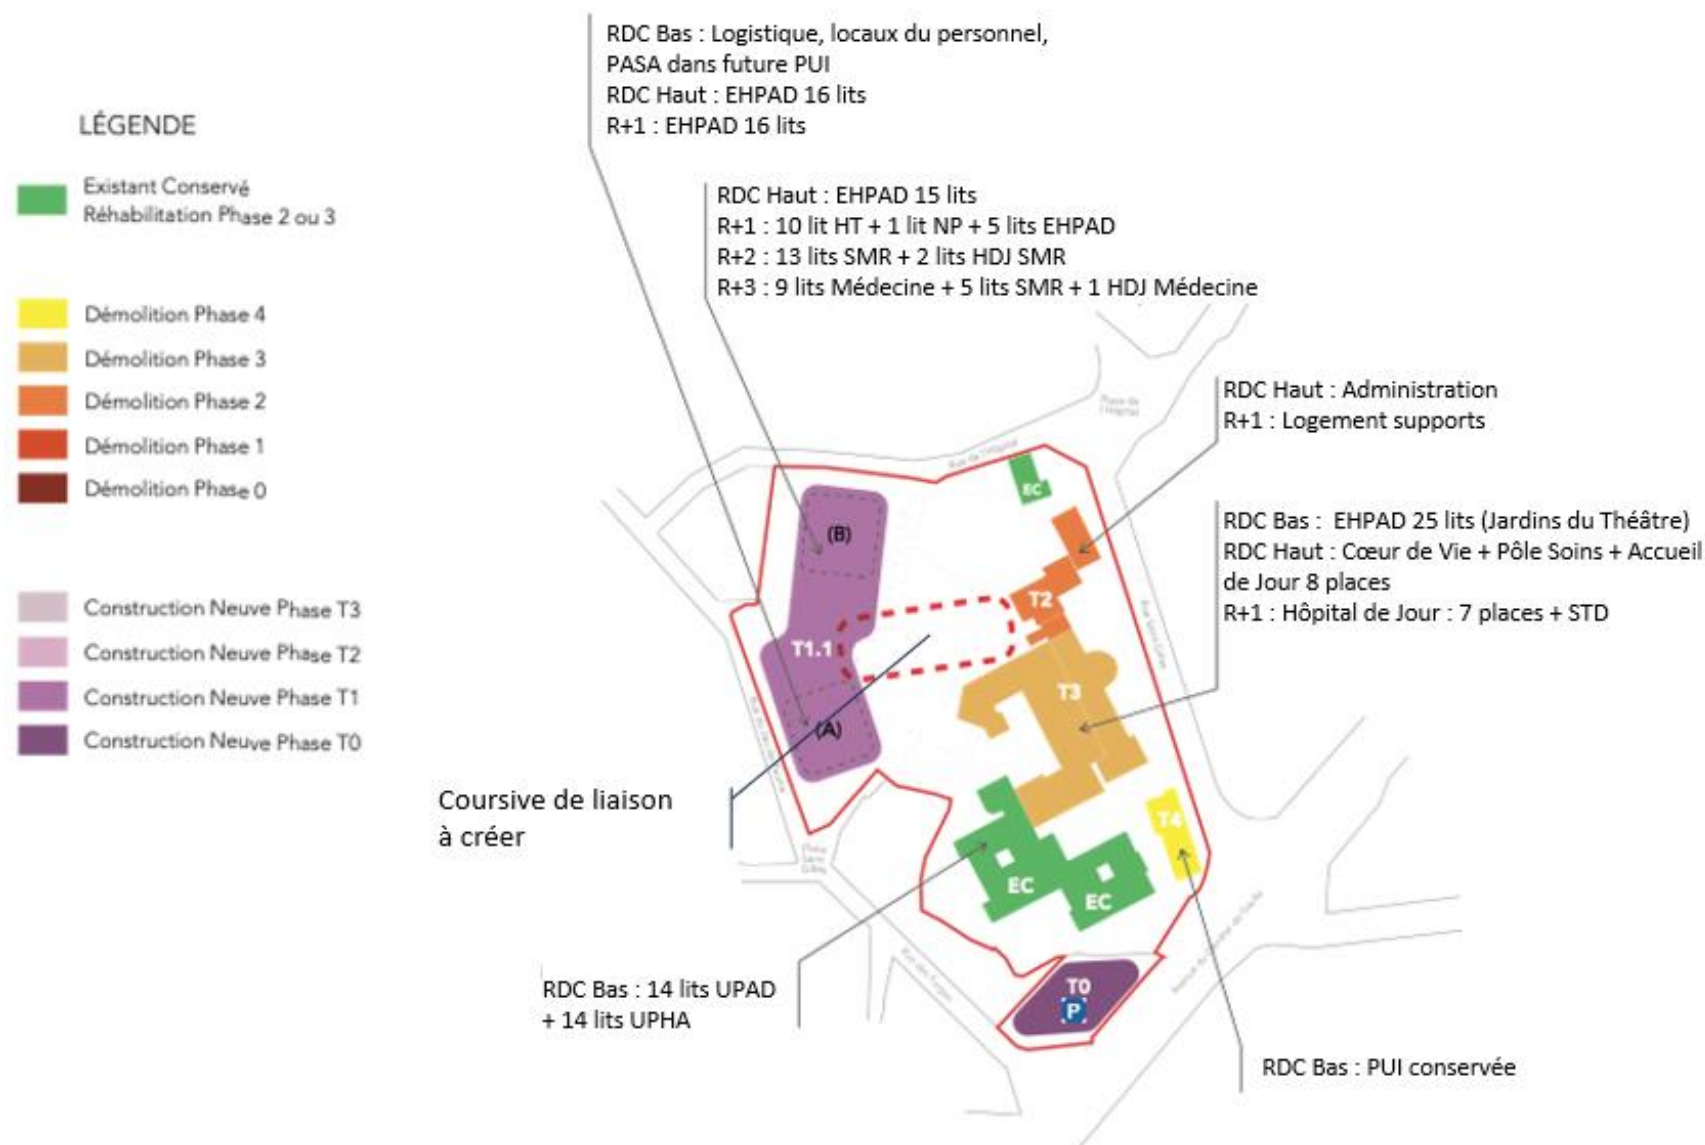 RDC Bas : Logistique, locaux du personnel,
PASA dans future PUI
RDC Haut : EHPAD 16 lits
R+1 : EHPAD 16 lits
LÉGENDE
Existant Conservé
Réhabilitation Phase 2 ou 3
RDC Haut : EHPAD 15 lits
R+1 : 10 lit HT + 1 lit NP + 5 lits EHPAD
R+2 : 13 lits SMR + 2 lits HDJ SMR
R+3 : 9 lits Médecine + 5 lits SMR + 1 HDJ Médecine
Démolition Phase 4
Démolition Phase 3
Démolition Phase 2
Démolition Phase 1
Démolition Phase 0
Construction Neuve Phase T3
Construction Neuve Phase T2
Construction Neuve Phase T1
Construction Neuve Phase T0
RDC Haut : Administration
R+1 : Logement supports
Place de
l'Hôpital
Rue de l'Hôpital
EC
RDC Bas :  EHPAD 25 lits (Jardins du Théâtre)
RDC Haut : Cœur de Vie + Pôle Soins + Accueil
de Jour 8 places
R+1 : Hôpital de Jour : 7 places + STD
(B)
T2
T1.1
T3
(A)
Coursive de liaison
à créer
T4
EC
EC
RDC Bas : 14 lits UPAD
+ 14 lits UPHA
T0
P
RDC Bas : PUI conservée